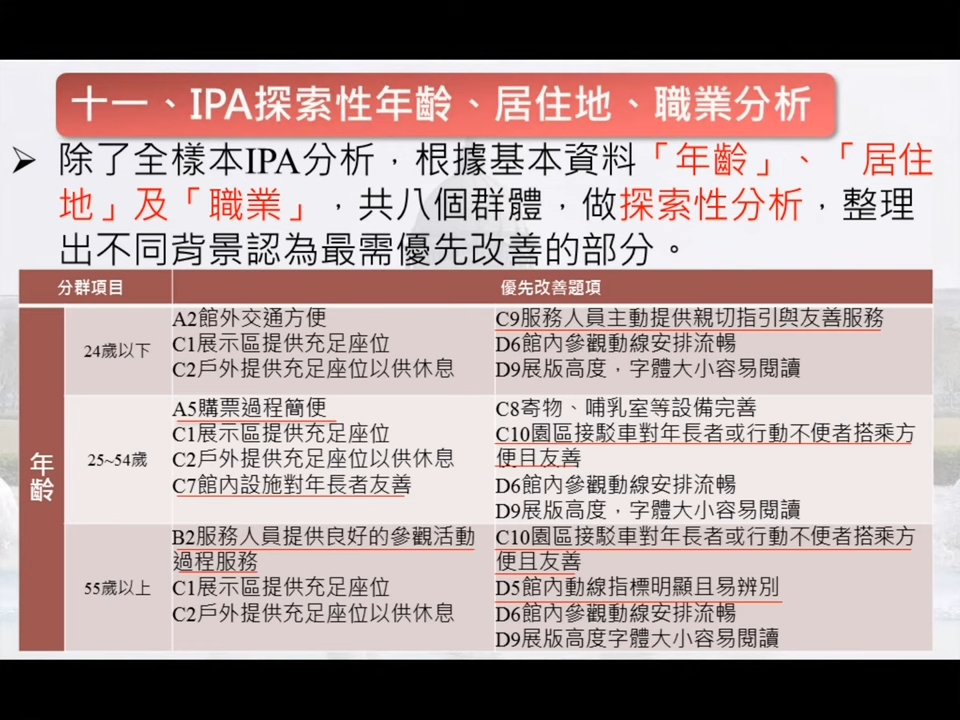 十一、IPA探索性年齡、居住地、職業分析
➢ 除了全樣本IPA分析，根據基本資料「年齡」、「居住
地」及「職業」，共八個群體，做探索性分析，整理
出不同背景認為最需優先改善的部分。
分群項目 優先改善題項
年齡
24歲以下
A2館外交通方便
C1展示區提供充足座位
C2戶外提供充足座位以供休息
C9服務人員主動提供親切指引與友善服務
D6館內參觀動線安排流暢
D9展版高度，字體大小容易閱讀
25~54歲
A5購票過程簡便
C1展示區提供充足座位
C2戶外提供充足座位以供休息
C7館內設施對年長者友善
C8寄物、哺乳室等設備完善
C10園區接駁車對年長者或行動不便者搭乘方
便且友善
D6館內參觀動線安排流暢
D9展版高度，字體大小容易閱讀
55歲以上
B2服務人員提供良好的參觀活動
過程服務
C1展示區提供充足座位
C2戶外提供充足座位以供休息
C10園區接駁車對年長者或行動不便者搭乘方
便且友善
D5館內動線指標明顯且易辨別
D6館內參觀動線安排流暢
D9展版高度字體大小容易閱讀